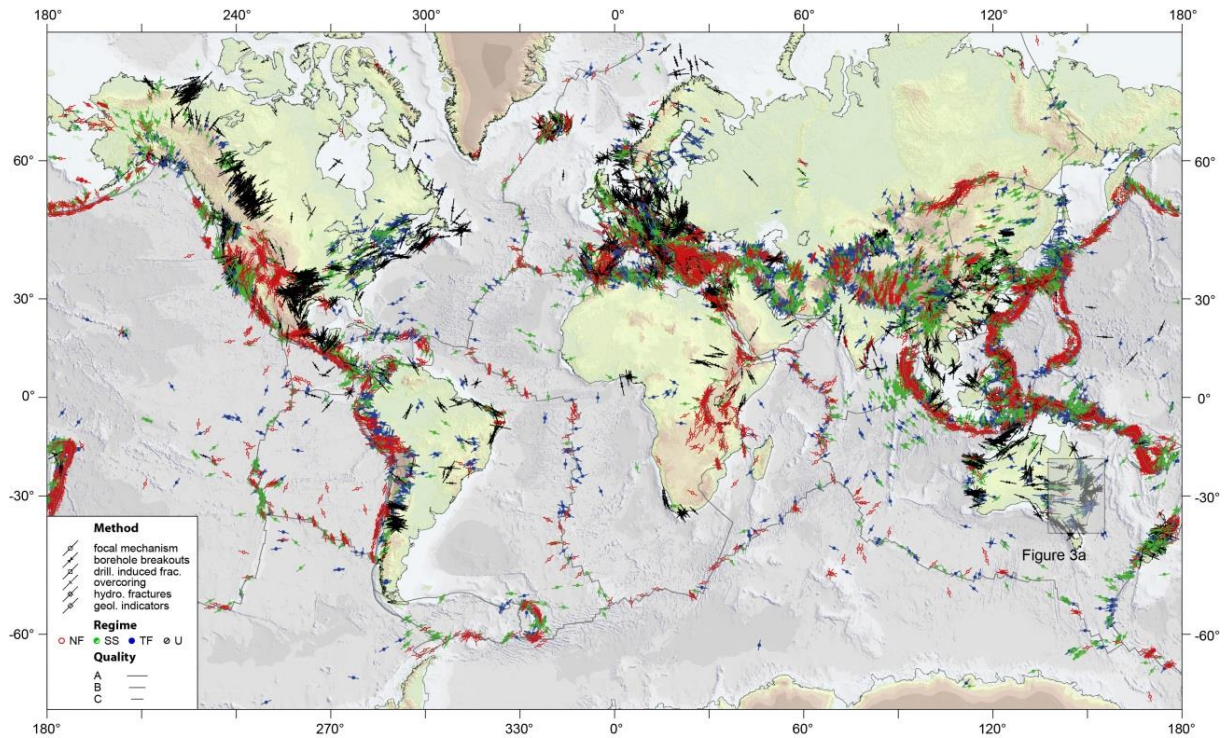 180° 240° 300° 0° 60° 120° 180°
60° 60°
30° 30°
0° 0°
-30° -30°
Figure 3a
Method
focal mechanism
borehole breakouts
drill. induced frac.
overcoring
hydro. fractures
geol. indicators
Regime
NF SS TF U
-60° -60°
Quality
A
B
C
180° 270° 330° 0° 60° 120° 180°